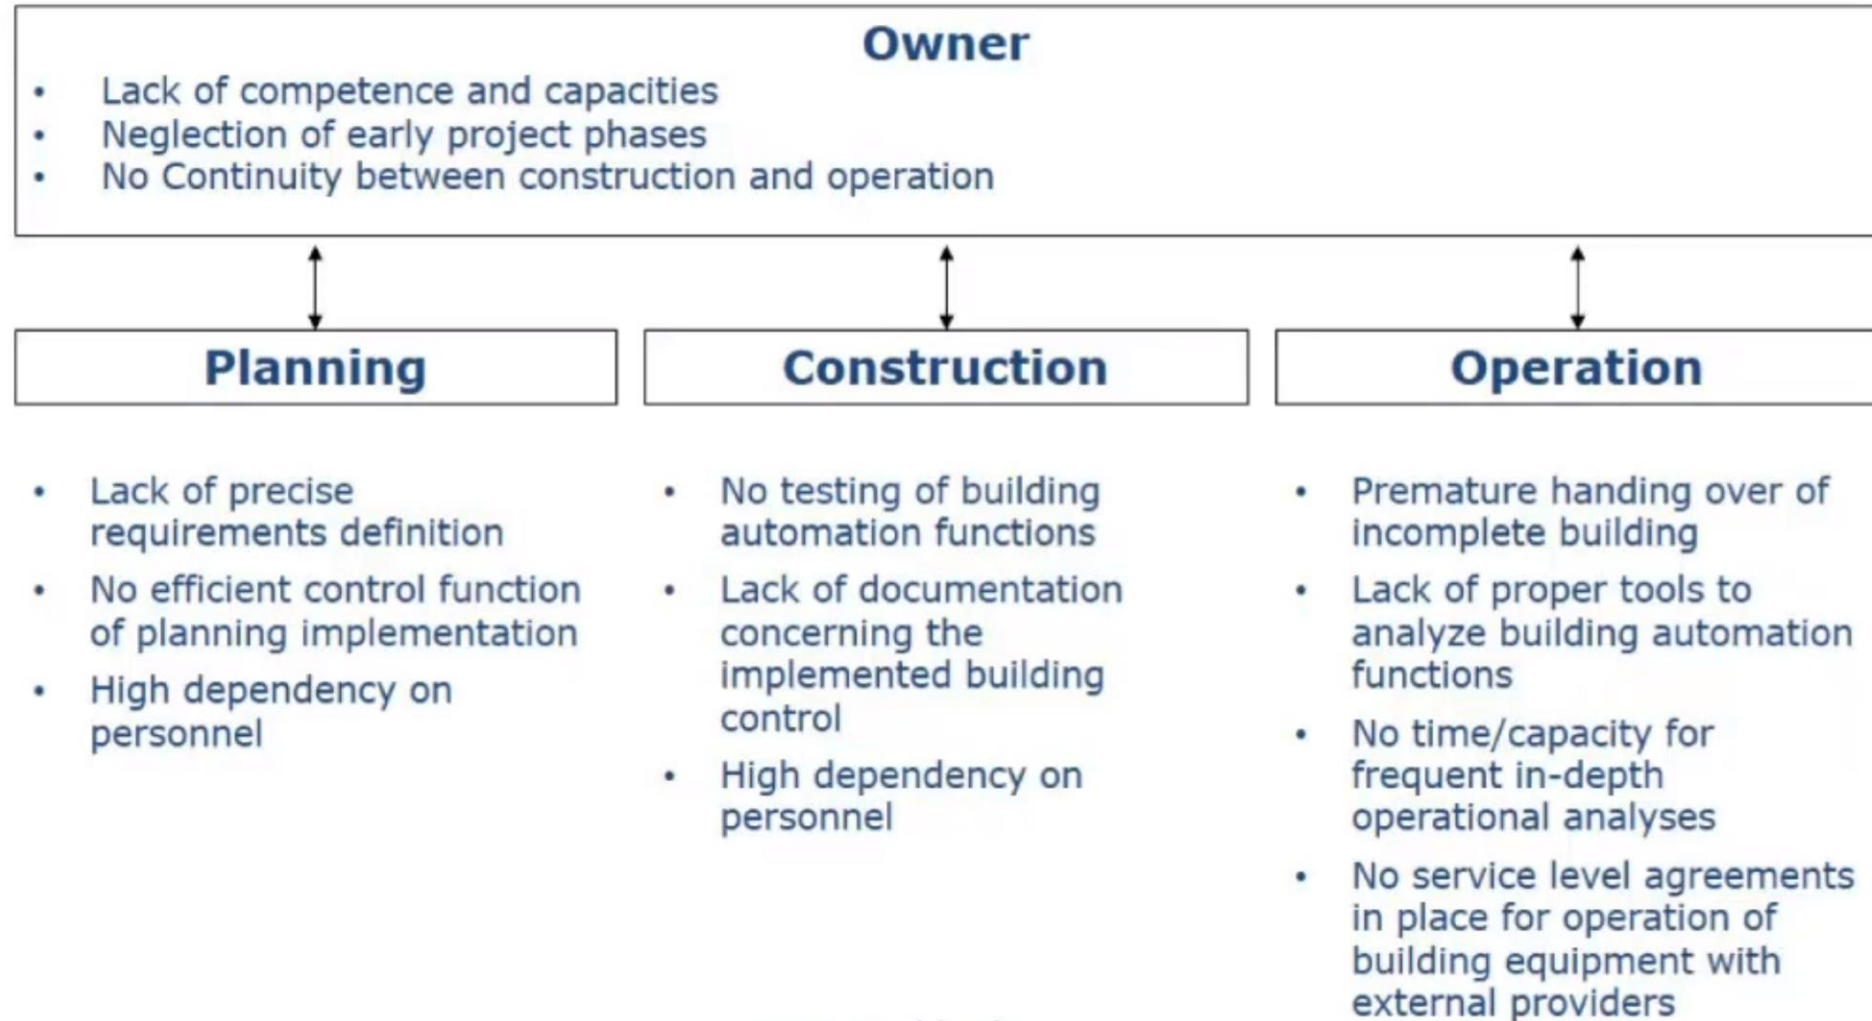 Owner
• Lack of competence and capacities
• Neglection of early project phases
• No Continuity between construction and operation
Planning
• Lack of precise
requirements definition
• No efficient control function
of planning implementation
• High dependency on
personnel
Construction
• No testing of building
automation functions
• Lack of documentation
concerning the
implemented building
control
• High dependency on
personnel
Operation
• Premature handing over of
incomplete building
• Lack of proper tools to
analyze building automation
functions
• No time/capacity for
frequent in-depth
operational analyses
• No service level agreements
in place for operation of
building equipment with
external providers